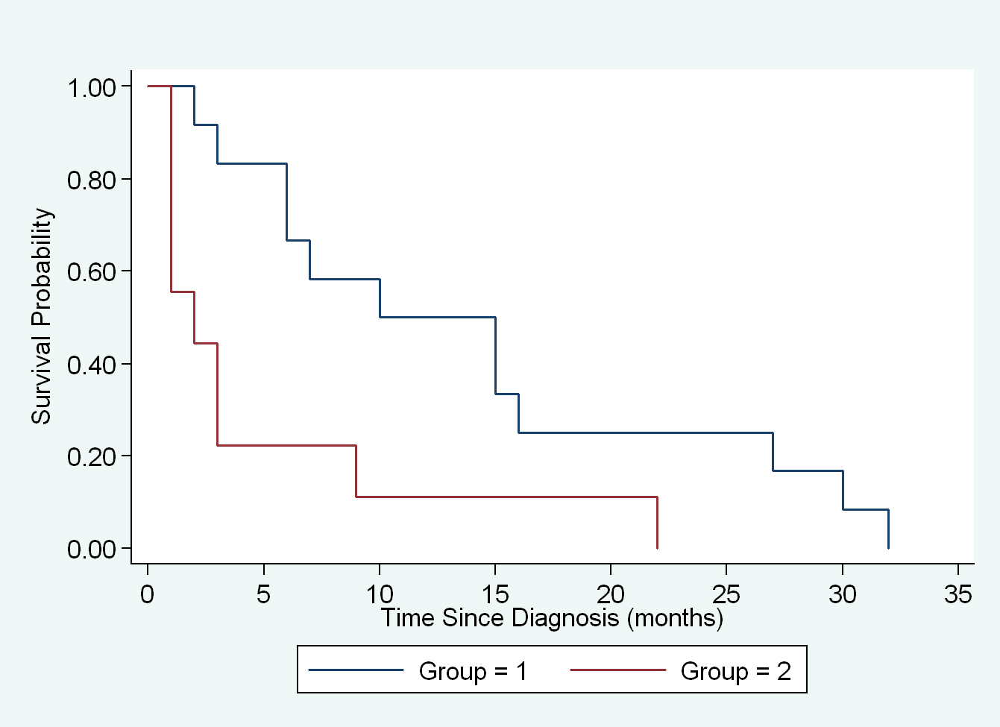 Survival Probability
1.00
0.80
0.60
0.40
0.20
0.00
0 5 10 15 20 25 30 35
Time Since Diagnosis (months)
Group = 1 Group = 2